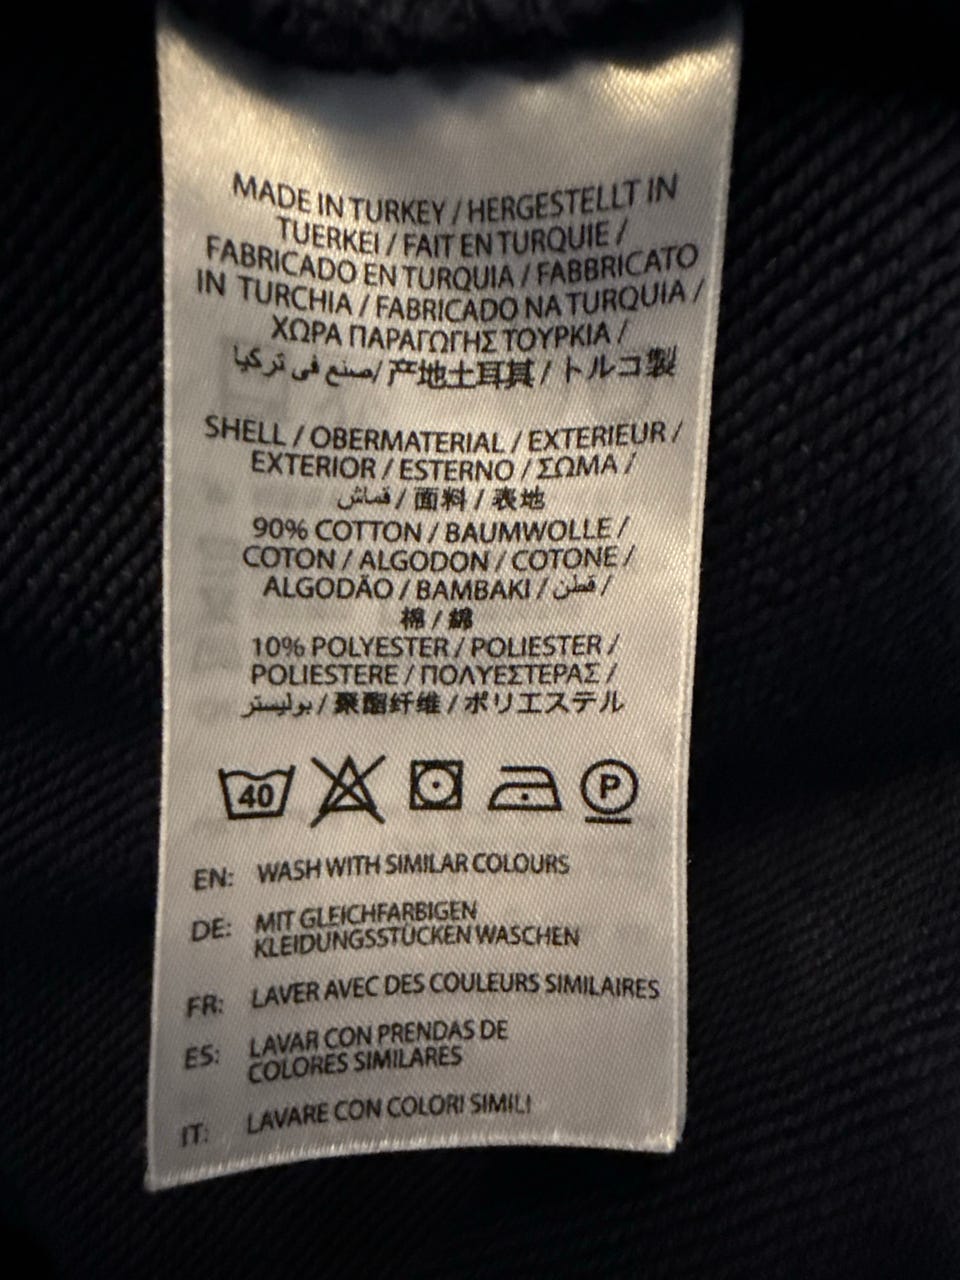 MADE IN TURKEY / HERGESTELLT IN
TUERKEI / FAIT EN TURQUIE /
FABRICADO EN TURQUIA / FABBRICATO
IN TURCHIA / FABRICADO NA TURQUIA /
ΧΩΡΑ ΠΑΡΑΓΩΓΗΣ ΤΟΥΡΚΙΑ /
صنع في تركيا / 产地土耳其 / トルコ製
SHELL / OBERMATERIAL / EXTERIEUR /
EXTERIOR / ESTERNO / ΣΩΜΑ /
قماش / 面料 / 表地
90% COTTON / BAUMWOLLE /
COTON / ALGODON / COTONE /
ALGODÃO / BAMBAKI / قطن /
棉 / 綿
10% POLYESTER / POLIESTER /
POLIESTERE / ΠΟΛΥΕΣΤΕΡΑΣ /
بوليستر / 聚酯纤维 / ポリエステル
40 P
EN: WASH WITH SIMILAR COLOURS
DE: MIT GLEICHFARBIGEN
KLEIDUNGSSTÜCKEN WASCHEN
FR: LAVER AVEC DES COULEURS SIMILAIRES
ES: LAVAR CON PRENDAS DE
COLORES SIMILARES
IT: LAVARE CON COLORI SIMILI